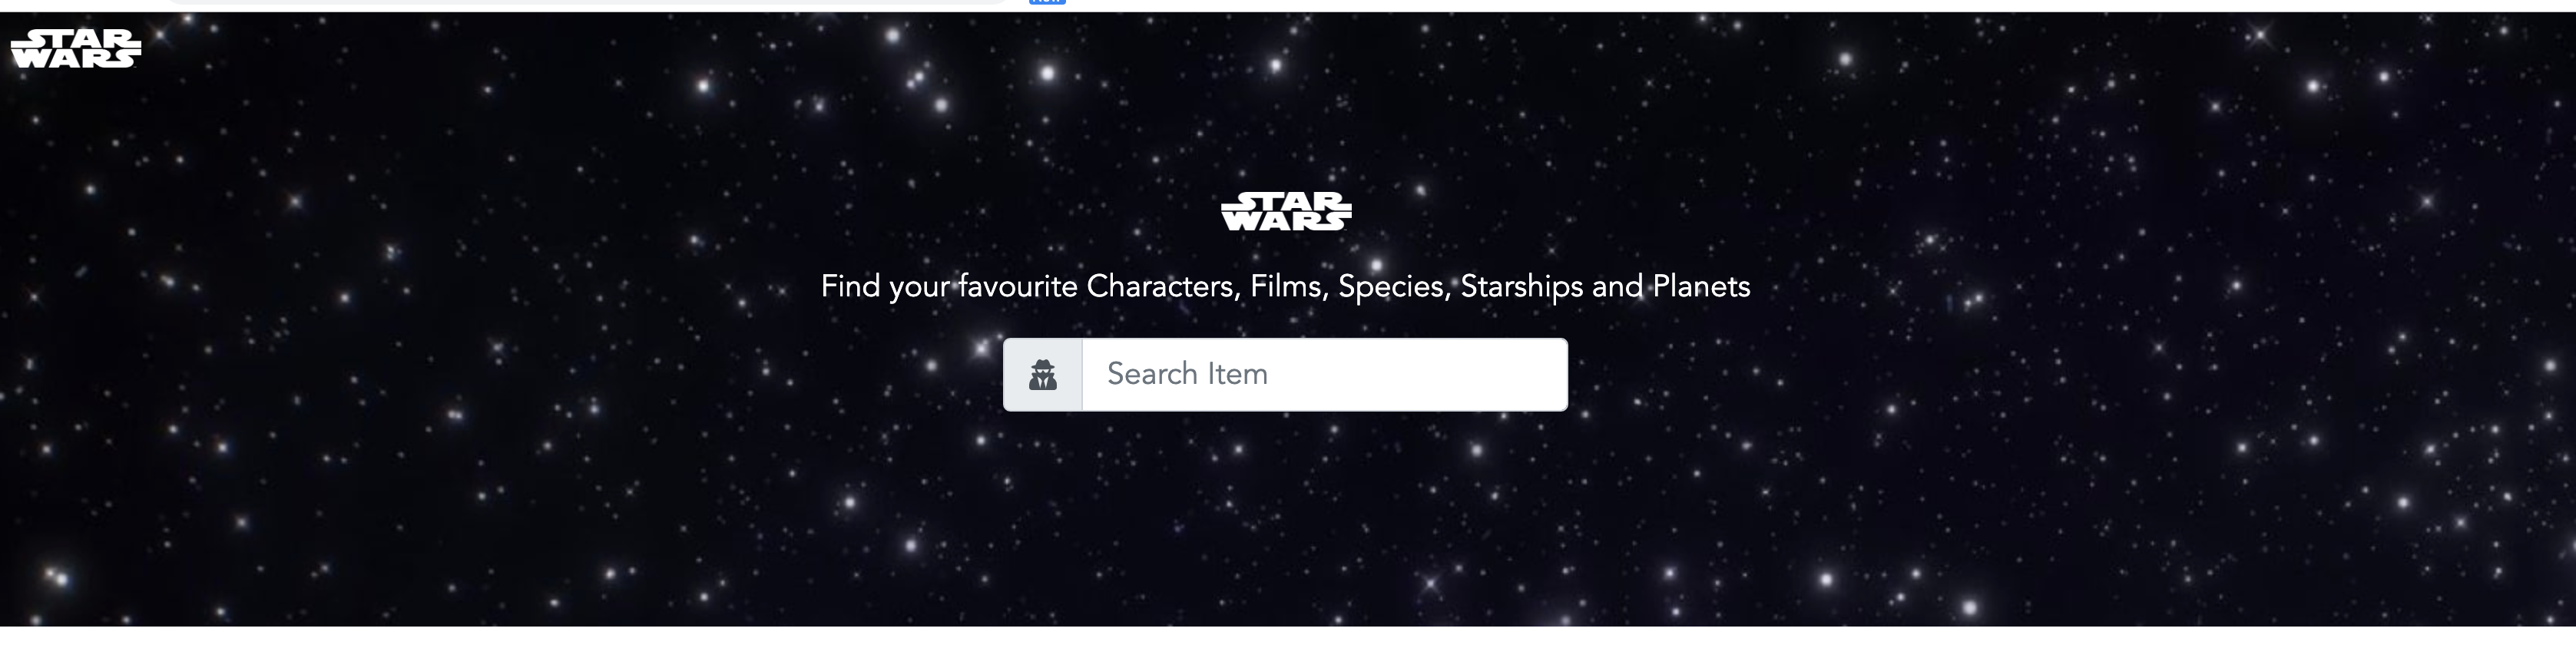 STAR
WARS
STAR
WARS
Find your favourite Characters, Films, Species, Starships and Planets
Search Item